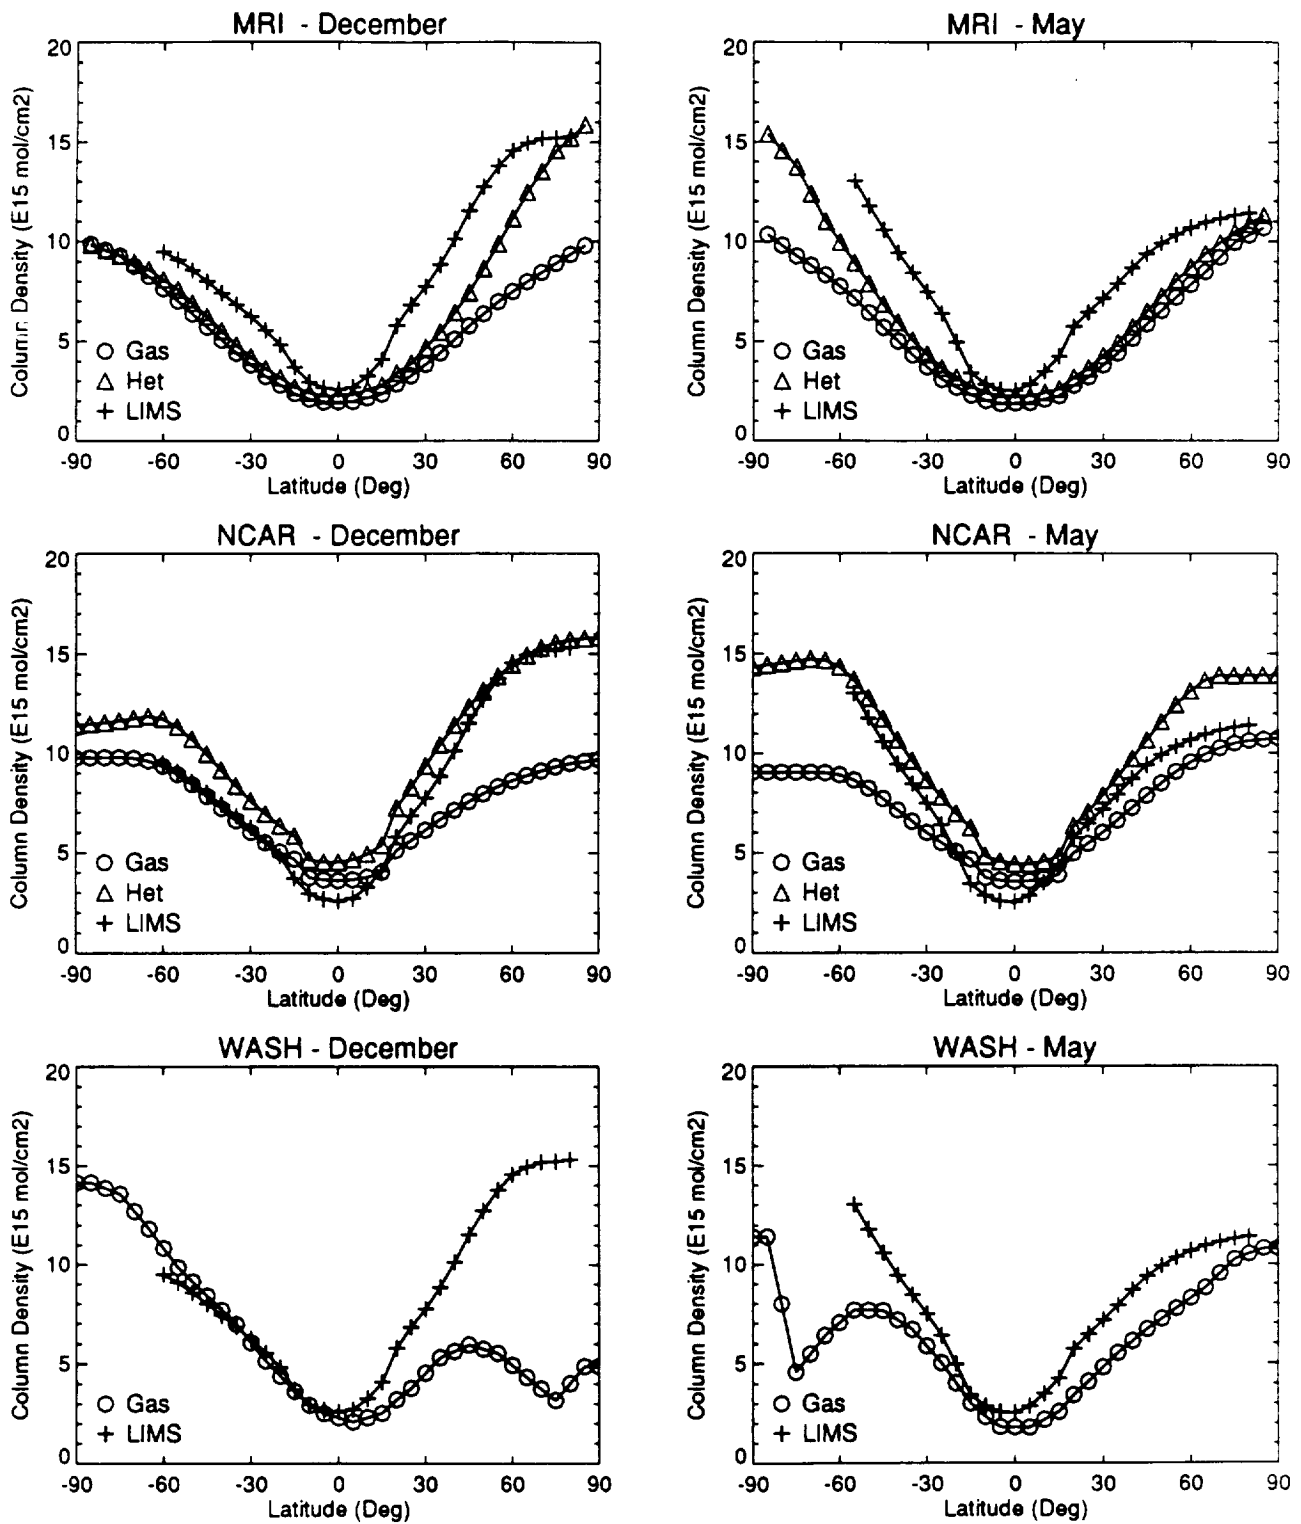 MRI - December
20
15
10
5
0
Column Density (E15 mol/cm2)
Gas
Het
LIMS
-90 -60 -30 0 30 60 90
Latitude (Deg)
MRI - May
20
15
10
5
0
Column Density (E15 mol/cm2)
Gas
Het
LIMS
-90 -60 -30 0 30 60 90
Latitude (Deg)
NCAR - December
20
15
10
5
0
Column Density (E15 mol/cm2)
Gas
Het
LIMS
-90 -60 -30 0 30 60 90
Latitude (Deg)
NCAR - May
20
15
10
5
0
Column Density (E15 mol/cm2)
Gas
Het
LIMS
-90 -60 -30 0 30 60 90
Latitude (Deg)
WASH - December
20
15
10
5
0
Column Density (E15 mol/cm2)
Gas
LIMS
-90 -60 -30 0 30 60 90
Latitude (Deg)
WASH - May
20
15
10
5
0
Column Density (E15 mol/cm2)
Gas
LIMS
-90 -60 -30 0 30 60 90
Latitude (Deg)